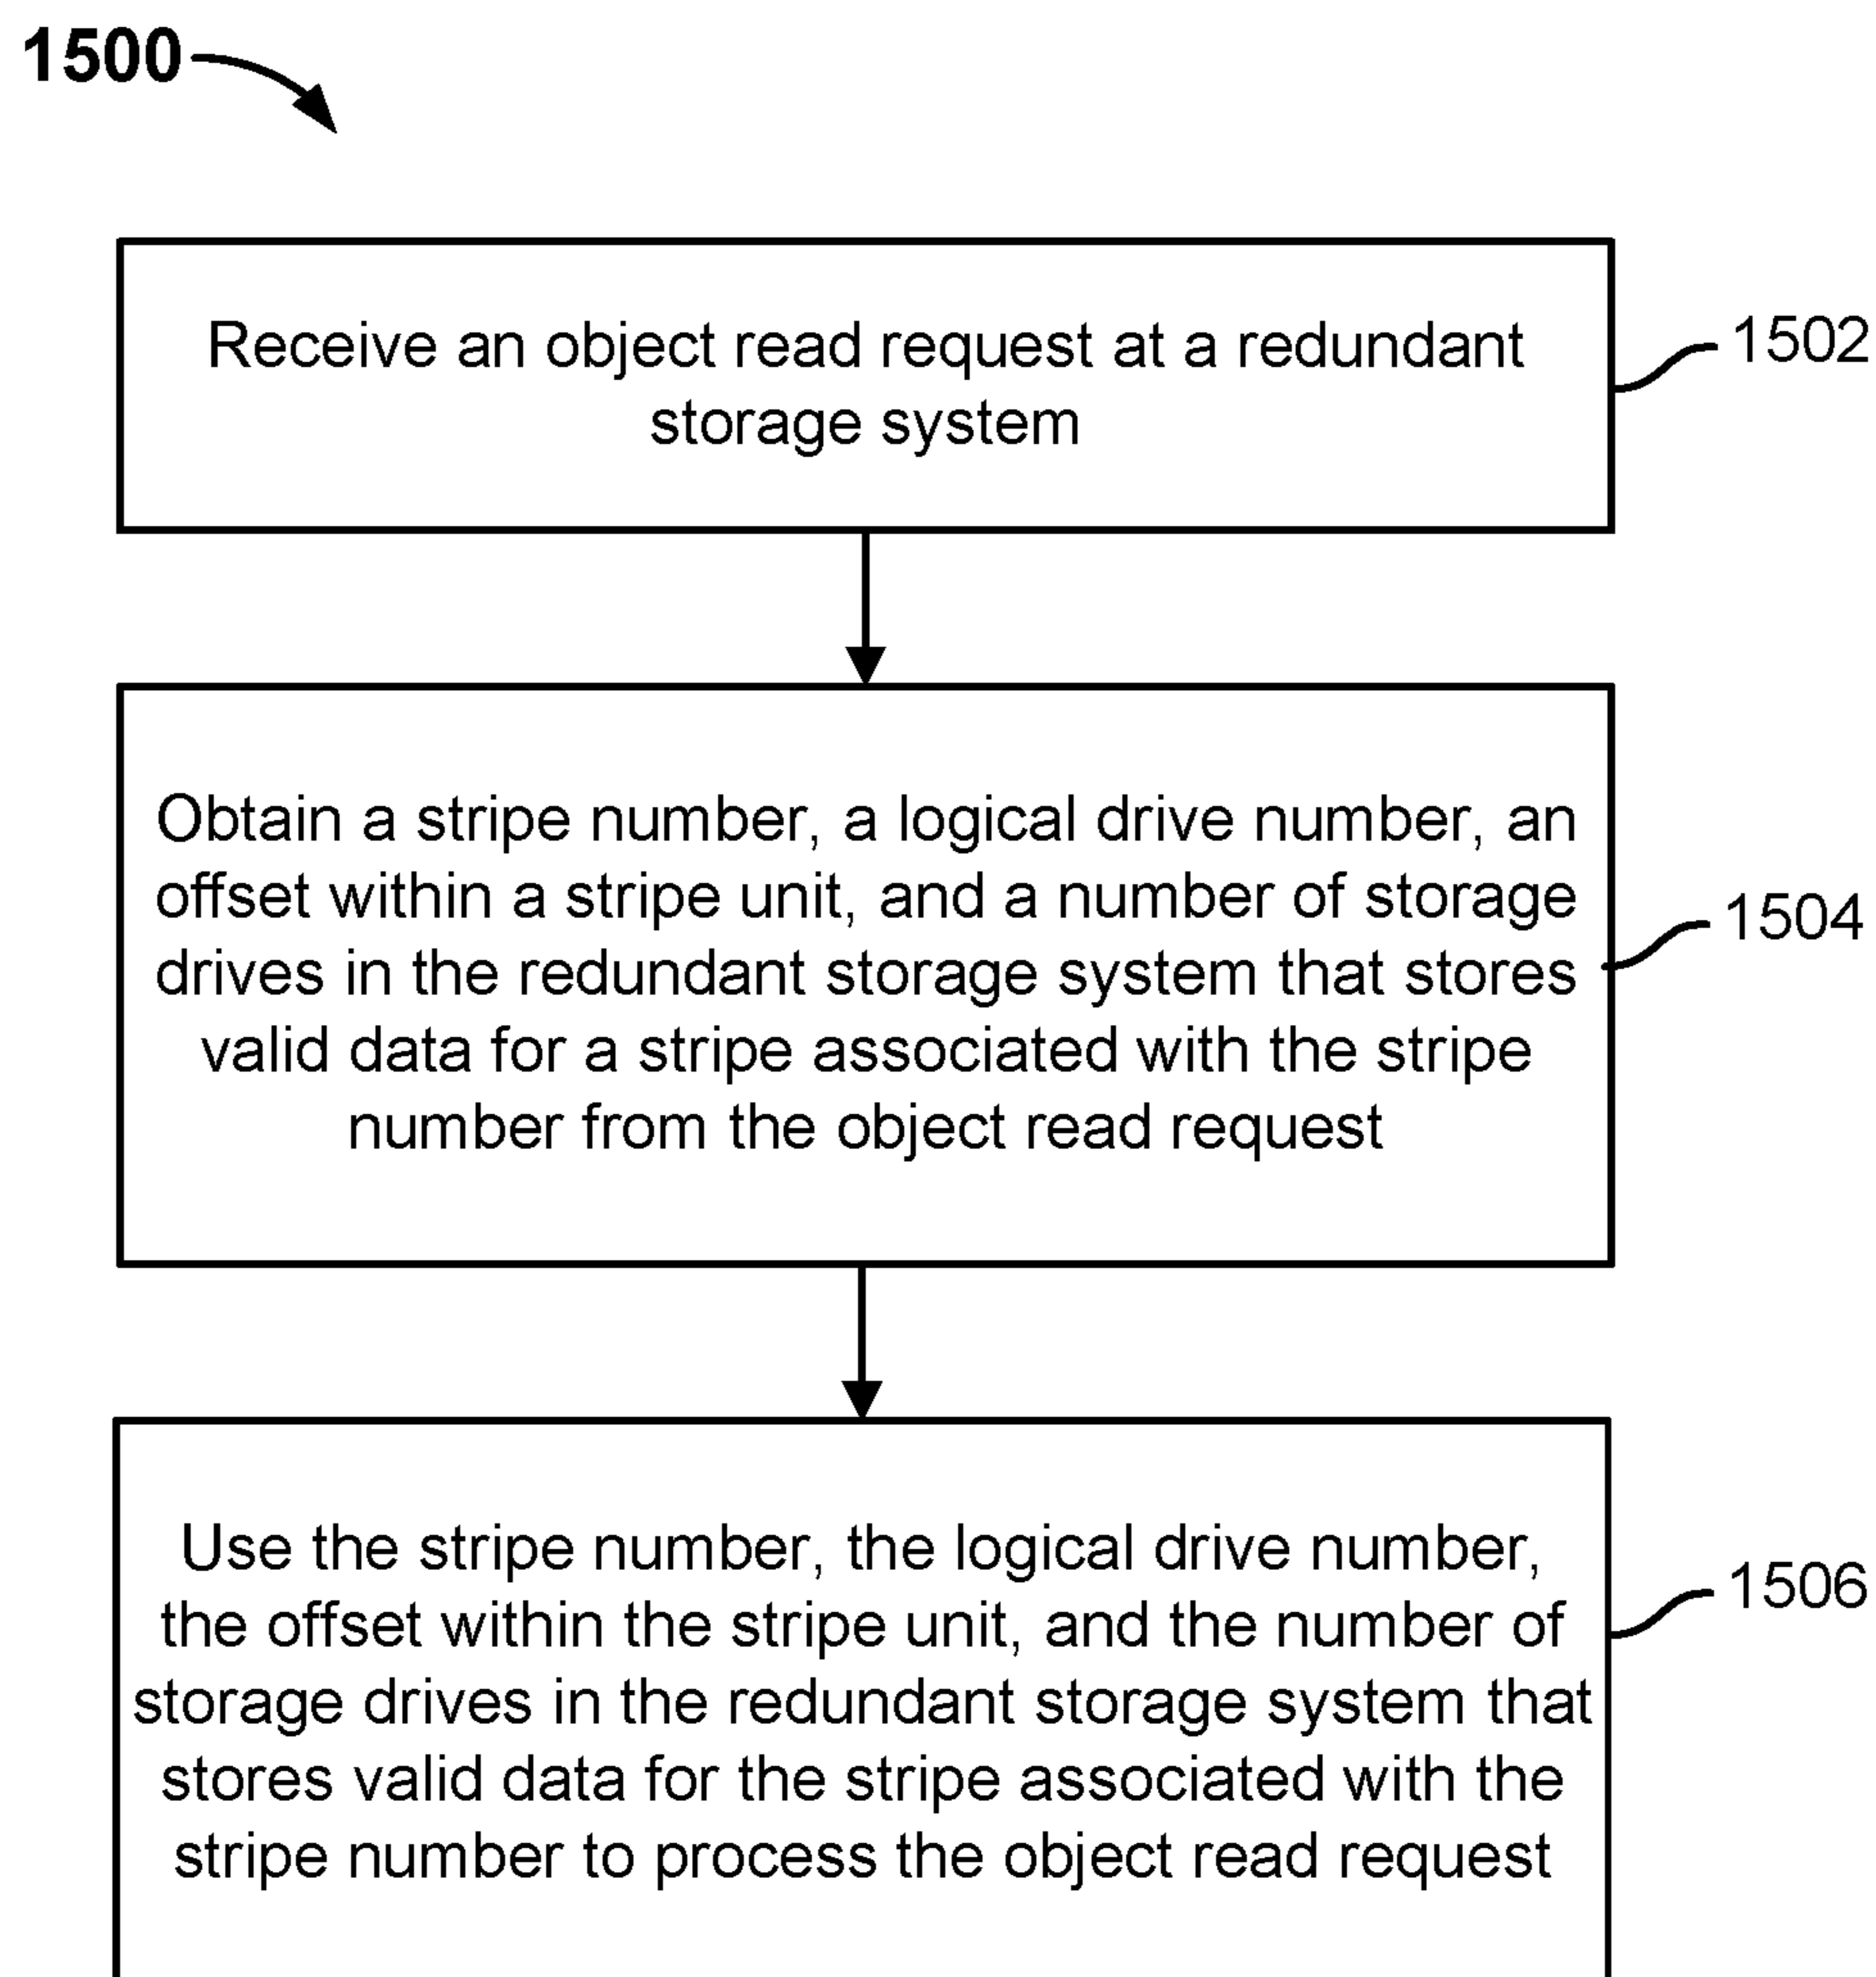 1500
Receive an object read request at a redundant
storage system
1502
Obtain a stripe number, a logical drive number, an
offset within a stripe unit, and a number of storage
drives in the redundant storage system that stores
valid data for a stripe associated with the stripe
number from the object read request
1504
Use the stripe number, the logical drive number,
the offset within the stripe unit, and the number of
storage drives in the redundant storage system that
stores valid data for the stripe associated with the
stripe number to process the object read request
1506